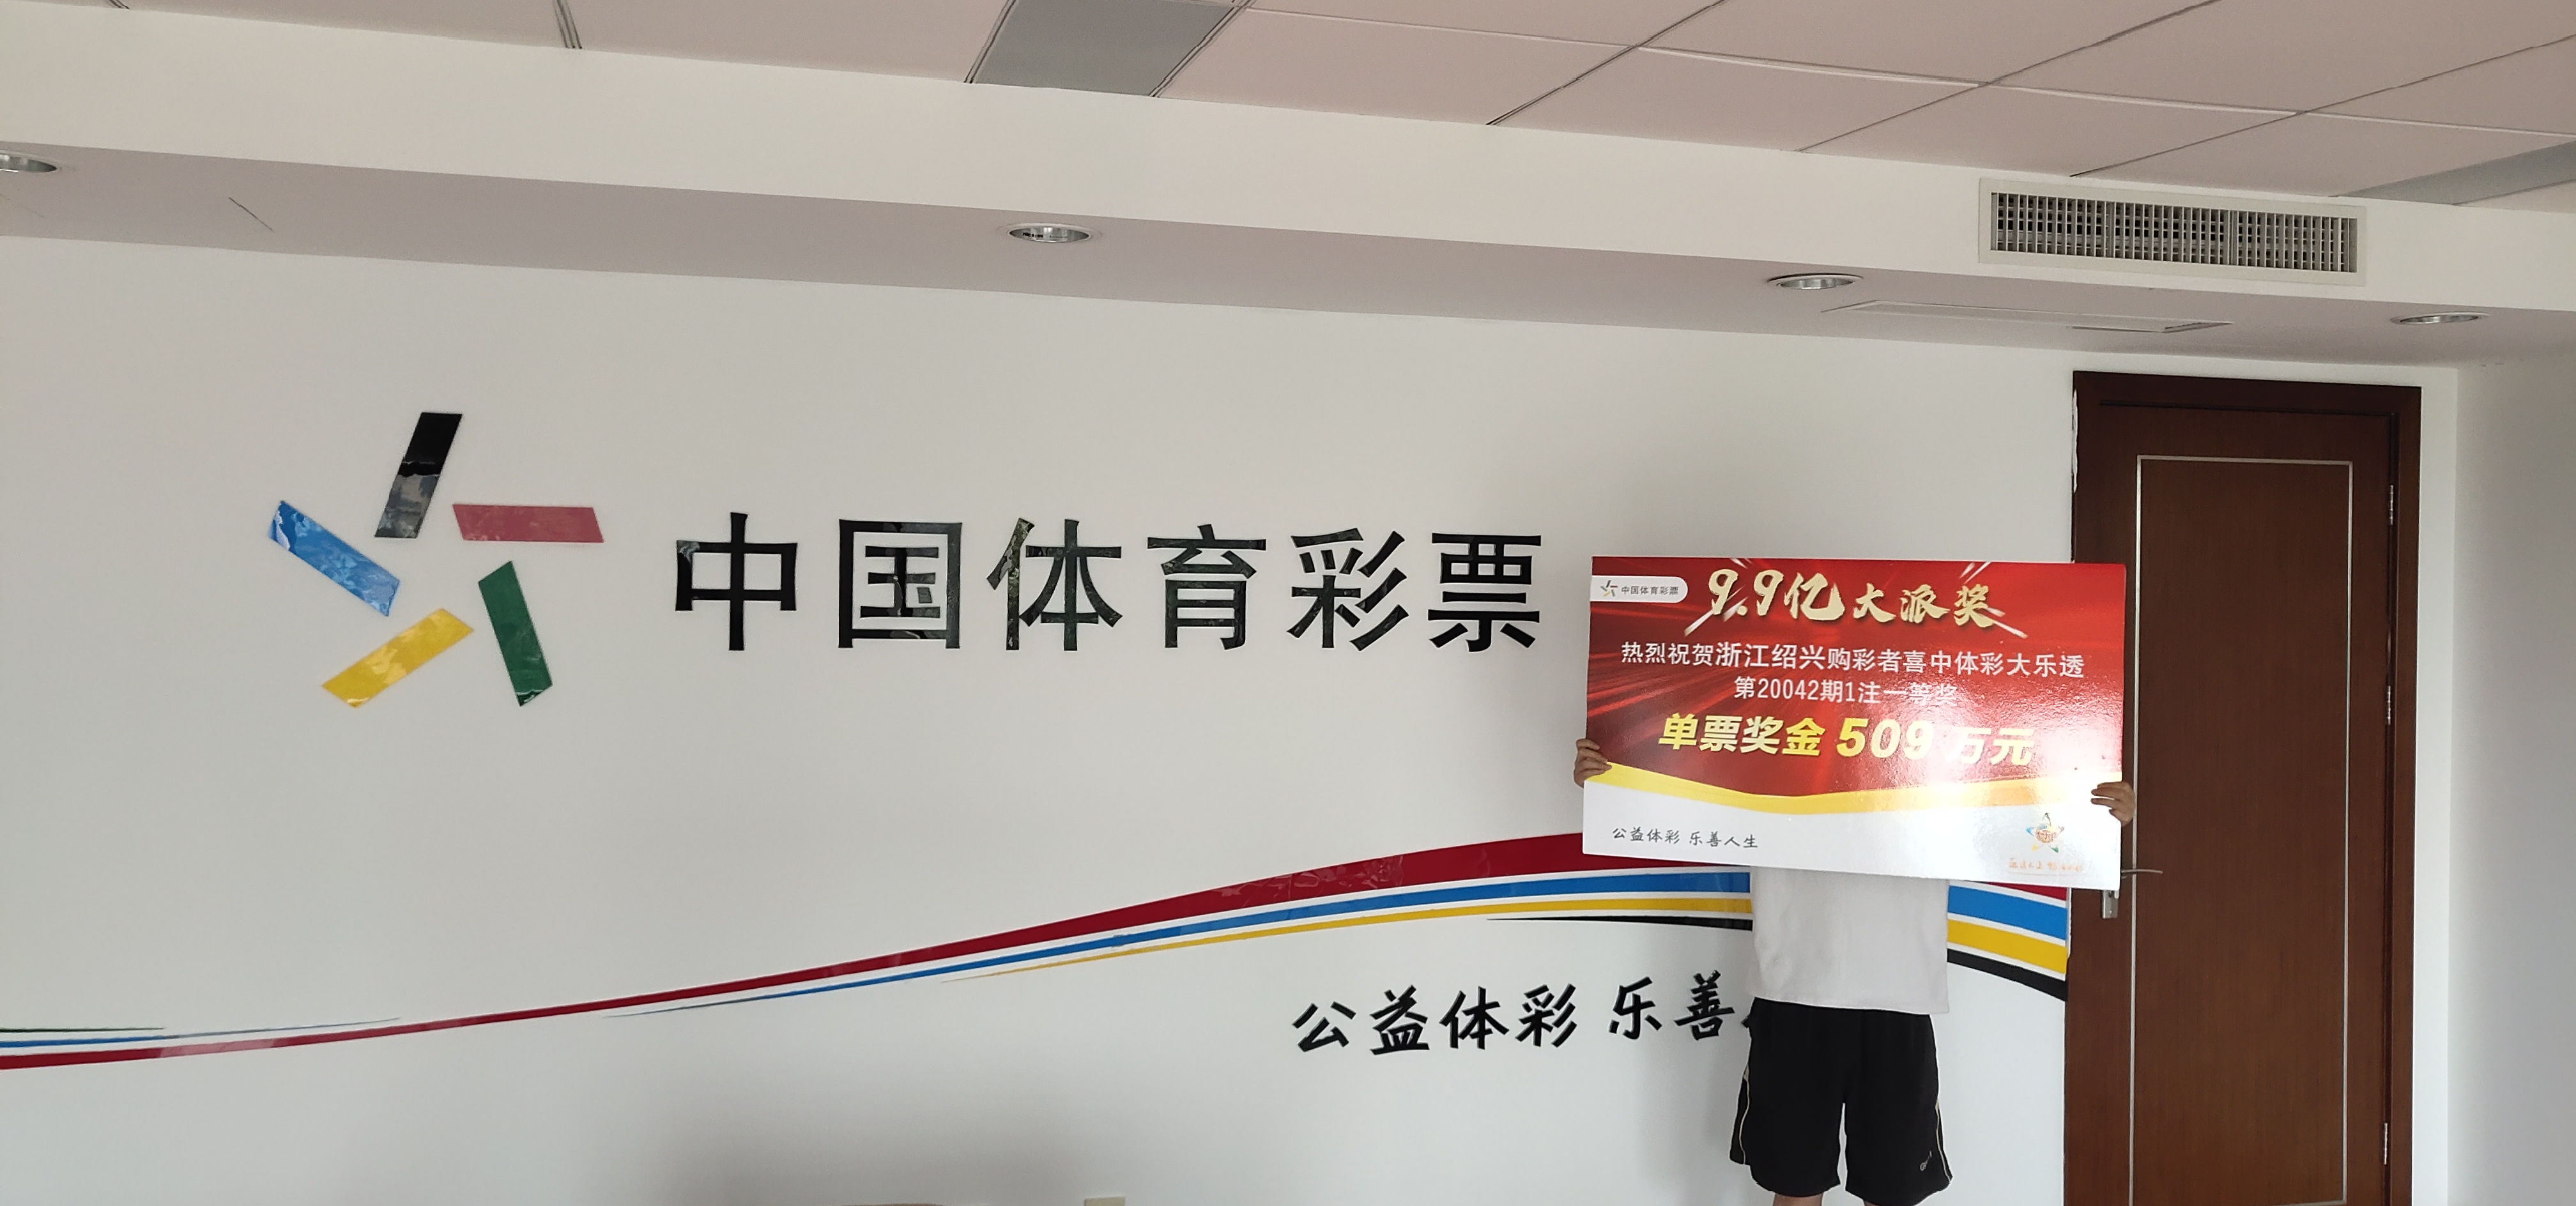 中国体育彩票
公益体彩 乐善
中国体育彩票
9.9亿大派奖
热烈祝贺浙江绍兴购彩者喜中体彩大乐透
第20042期1注一等奖
单票奖金 509 万元
公益体彩 乐善人生